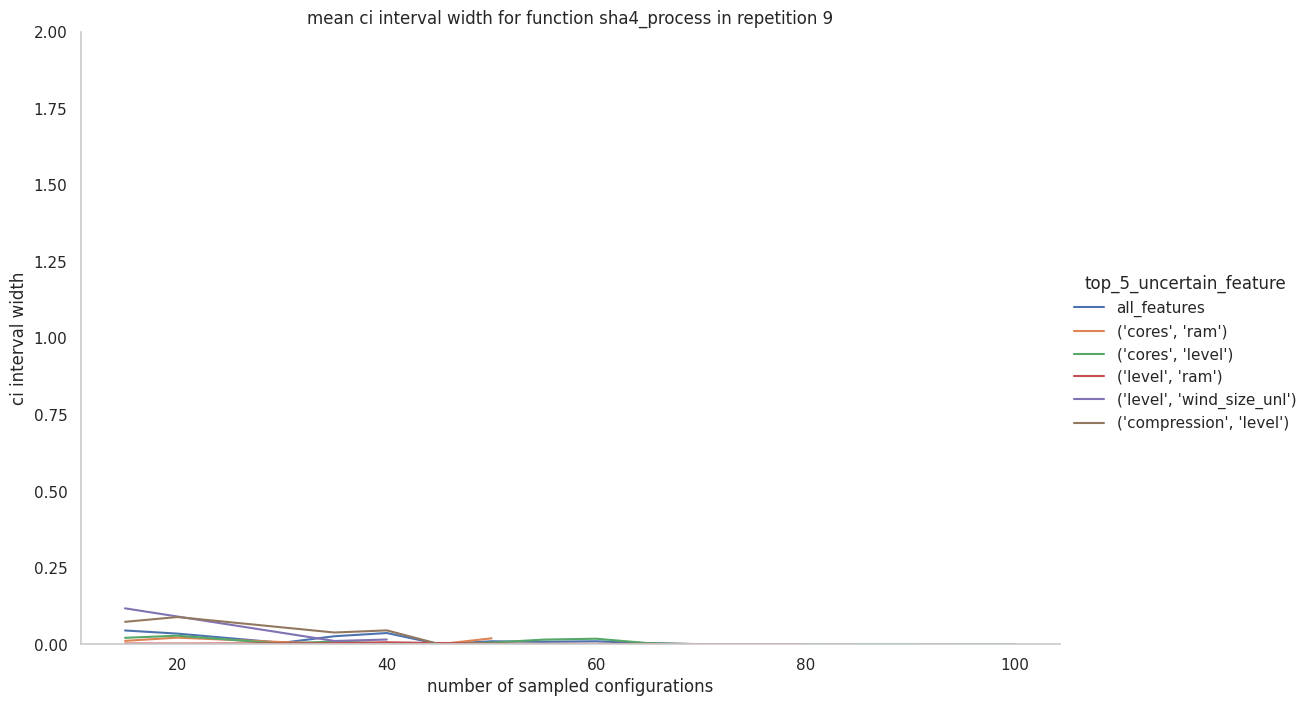 mean ci interval width for function sha4_process in repetition 9
2.00
1.75
1.50
1.25
1.00
0.75
0.50
0.25
0.00
ci interval width
20
40
60
80
100
number of sampled configurations
top_5_uncertain_feature
all_features
('cores', 'ram')
('cores', 'level')
('level', 'ram')
('level', 'wind_size_unl')
('compression', 'level')